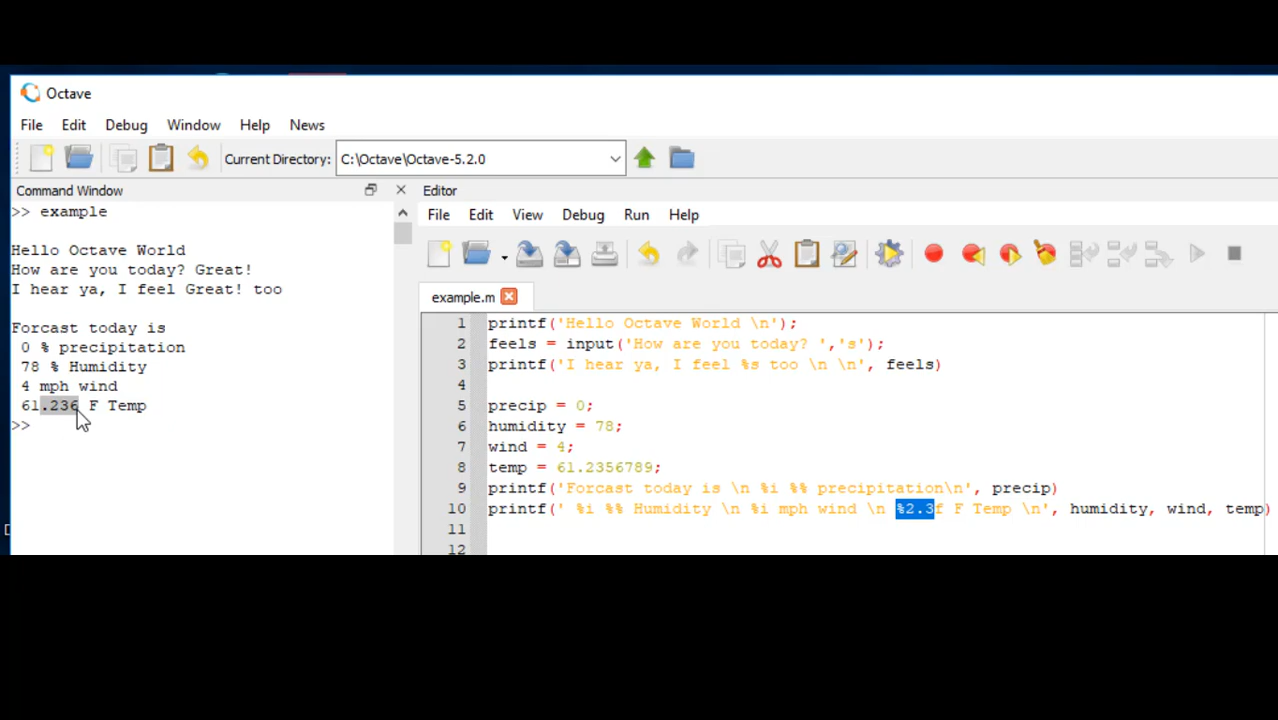 Octave
File Edit Debug Window Help News
Current Directory: C:\Octave\Octave-5.2.0
Command Window
>> example
Hello Octave World
How are you today? Great!
I hear ya, I feel Great! too
Forcast today is
0 % precipitation
78 % Humidity
4 mph wind
61.236 F Temp
>>
Editor
File Edit View Debug Run Help
example.m
1 printf('Hello Octave World \n');
2 feels = input('How are you today? ','s');
3 printf('I hear ya, I feel %s too \n \n', feels)
4
5 precip = 0;
6 humidity = 78;
7 wind = 4;
8 temp = 61.2356789;
9 printf('Forcast today is \n %i %% precipitation\n', precip)
10 printf(' %i %% Humidity \n %i mph wind \n %2.3f F Temp \n', humidity, wind, temp)
11
12